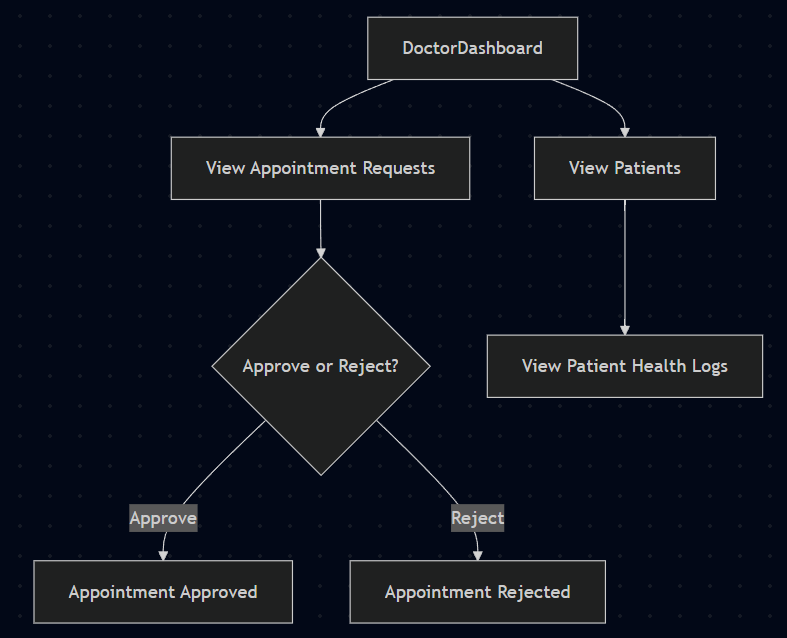 DoctorDashboard
View Appointment Requests
View Patients
Approve or Reject?
View Patient Health Logs
Approve
Reject
Appointment Approved
Appointment Rejected